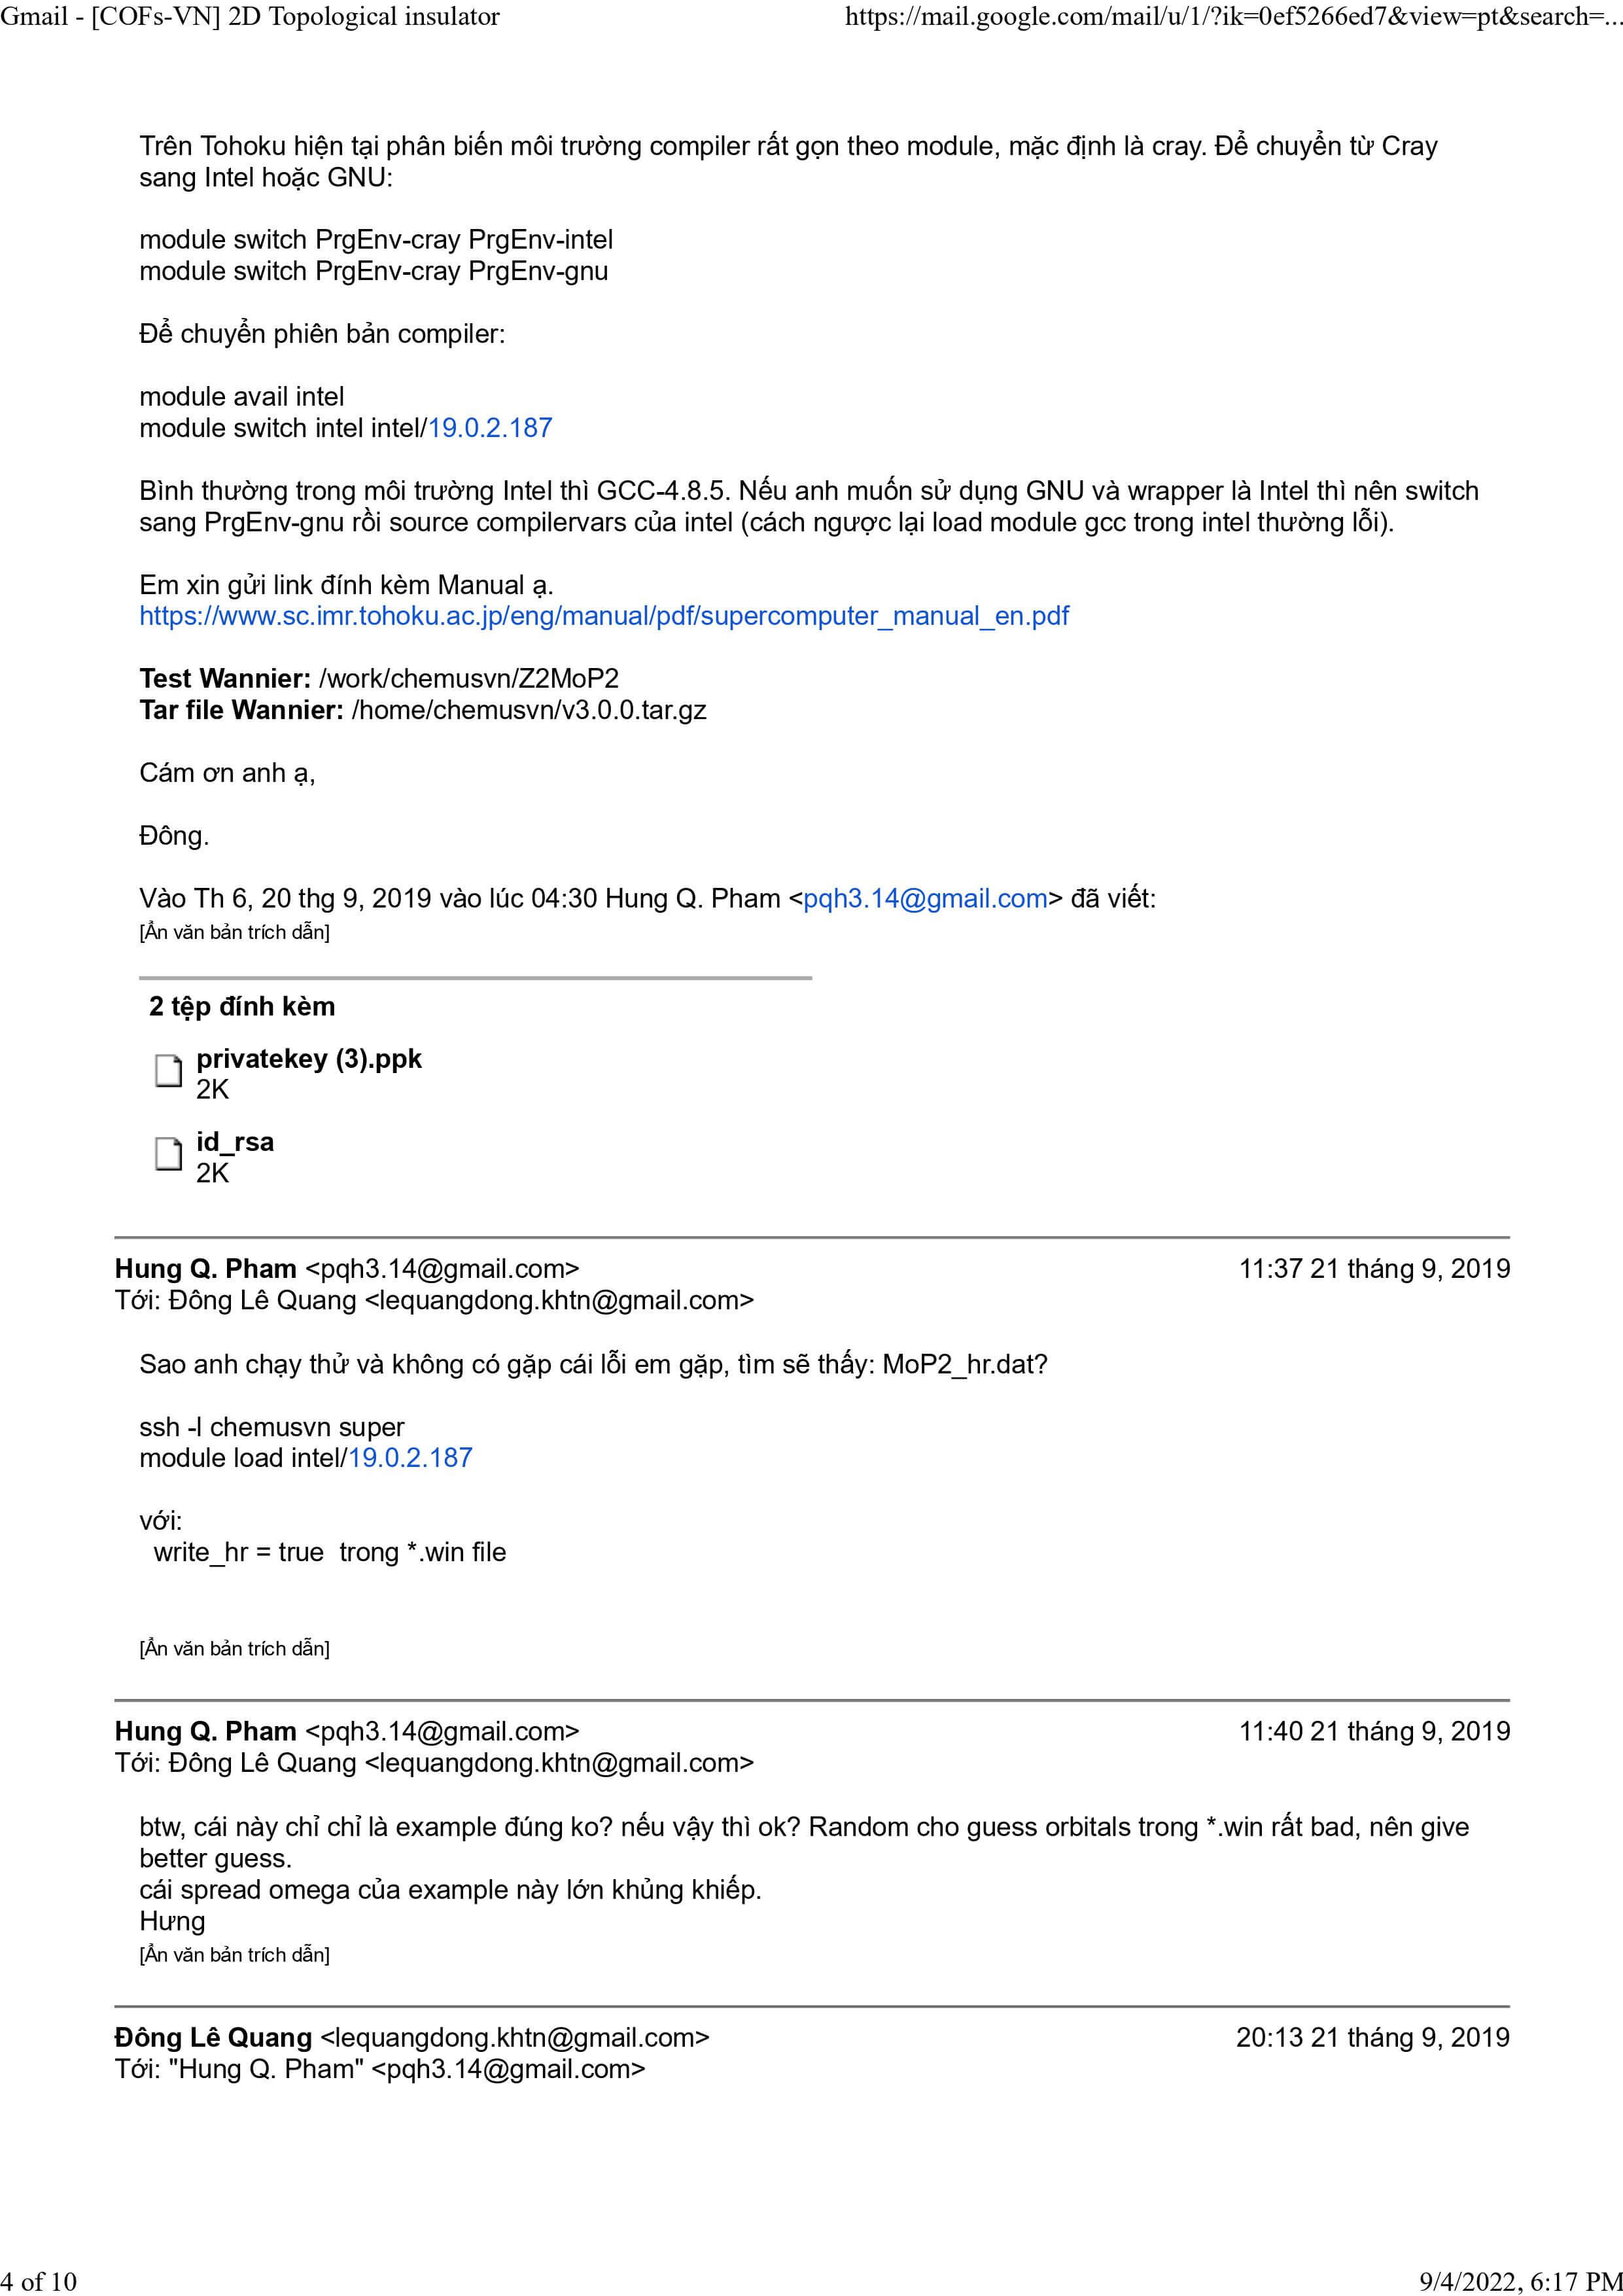 Gmail - [COFs-VN] 2D Topological insulator
https://mail.google.com/mail/u/1/?ik=0ef5266ed7&view=pt&search=...
Trên Tohoku hiện tại phân biến môi trường compiler rất gọn theo module, mặc định là cray. Để chuyển từ Cray
sang Intel hoặc GNU:
module switch PrgEnv-cray PrgEnv-intel
module switch PrgEnv-cray PrgEnv-gnu
Để chuyển phiên bản compiler:
module avail intel
module switch intel intel/19.0.2.187
Bình thường trong môi trường Intel thì GCC-4.8.5. Nếu anh muốn sử dụng GNU và wrapper là Intel thì nên switch
sang PrgEnv-gnu rồi source compilervars của intel (cách ngược lại load module gcc trong intel thường lỗi).
Em xin gửi link đính kèm Manual ạ.
https://www.sc.imr.tohoku.ac.jp/eng/manual/pdf/supercomputer_manual_en.pdf
Test Wannier: /work/chemusvn/Z2MoP2
Tar file Wannier: /home/chemusvn/v3.0.0.tar.gz
Cám ơn anh ạ,
Đông.
Vào Th 6, 20 thg 9, 2019 vào lúc 04:30 Hung Q. Pham <pqh3.14@gmail.com> đã viết:
[Ẩn văn bản trích dẫn]
2 tệp đính kèm
privatekey (3).ppk
2K
id_rsa
2K
Hung Q. Pham <pqh3.14@gmail.com>
11:37 21 tháng 9, 2019
Tới: Đông Lê Quang <lequangdong.khtn@gmail.com>
Sao anh chạy thử và không có gặp cái lỗi em gặp, tìm sẽ thấy: MoP2_hr.dat?
ssh -l chemusvn super
module load intel/19.0.2.187
với:
write_hr = true  trong *.win file
[Ẩn văn bản trích dẫn]
Hung Q. Pham <pqh3.14@gmail.com>
11:40 21 tháng 9, 2019
Tới: Đông Lê Quang <lequangdong.khtn@gmail.com>
btw, cái này chỉ chỉ là example đúng ko? nếu vậy thì ok? Random cho guess orbitals trong *.win rất bad, nên give
better guess.
cái spread omega của example này lớn khủng khiếp.
Hưng
[Ẩn văn bản trích dẫn]
Đông Lê Quang <lequangdong.khtn@gmail.com>
20:13 21 tháng 9, 2019
Tới: "Hung Q. Pham" <pqh3.14@gmail.com>
4 of 10
9/4/2022, 6:17 PM